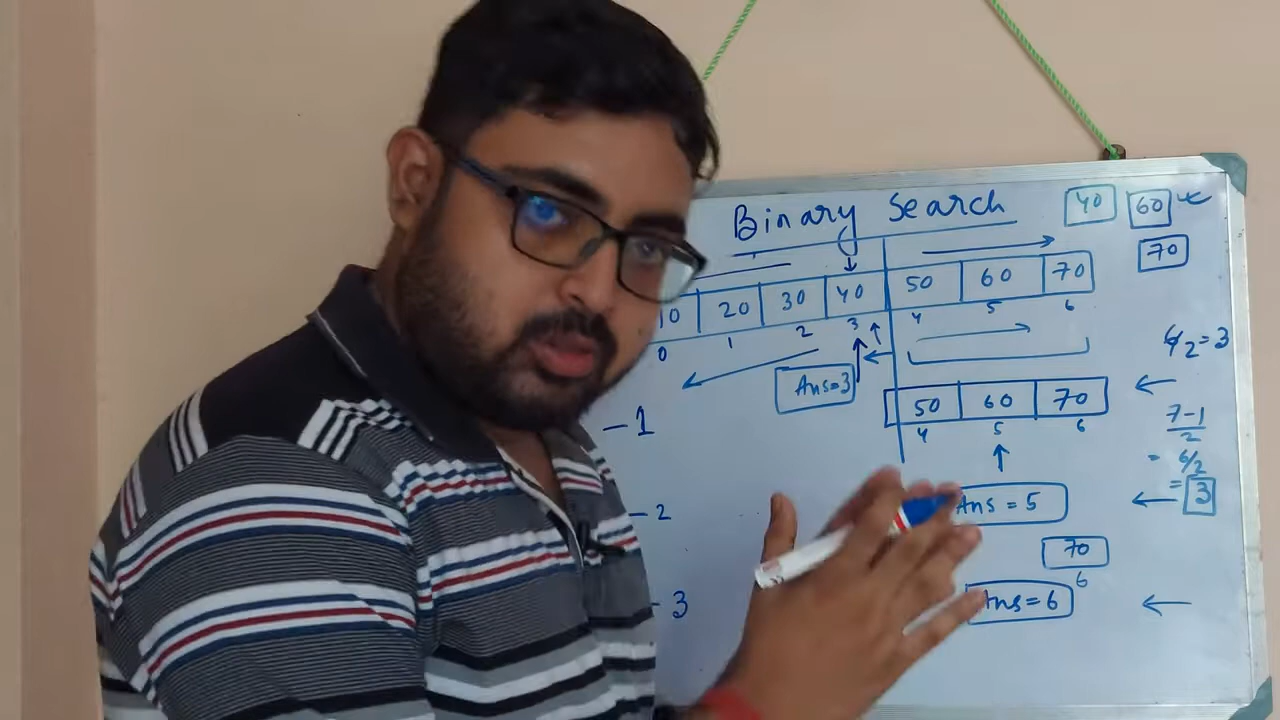 Binary Search 40 60
70
10 20 30 40 50 60 70
0 1 2 3 4 5 6
6/2=3
Ans=3
50 60 70
4 5 6
-1
7-1
2
= 6/2
= 3
-2
Ans = 5
70
6
-3
Ans=6